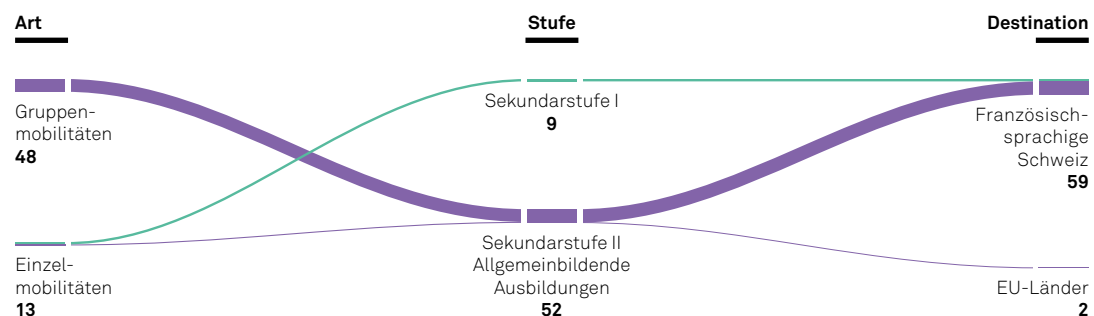 Art
Stufe
Destination
Gruppen-
mobilitäten
48
Einzel-
mobilitäten
13
Sekundarstufe I
9
Sekundarstufe II
Allgemeinbildende
Ausbildungen
52
Französisch-
sprachige
Schweiz
59
EU-Länder
2